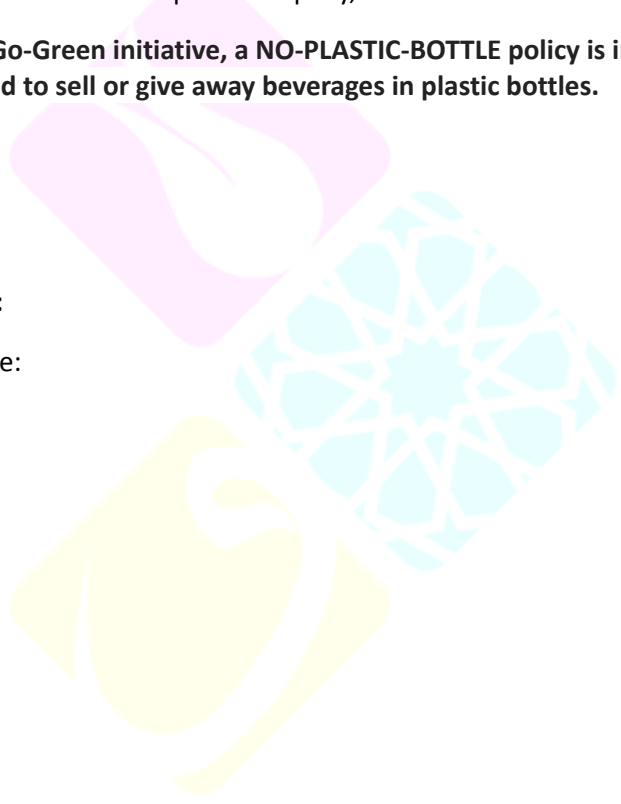 Go-Green initiative, a NO-PLASTIC-BOTTLE policy is i
d to sell or give away beverages in plastic bottles.
:
e: